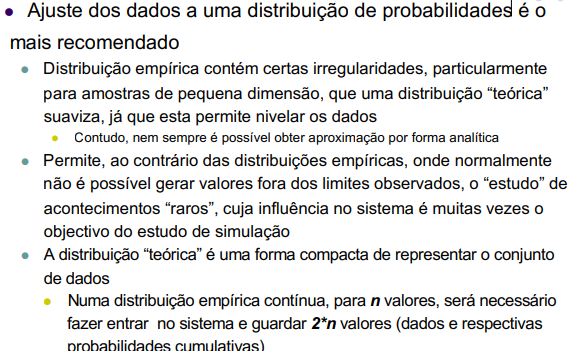 Ajuste dos dados a uma distribuição de probabilidades é o
mais recomendado
Distribuição empírica contém certas irregularidades, particularmente
para amostras de pequena dimensão, que uma distribuição “teórica”
suaviza, já que esta permite nivelar os dados
Contudo, nem sempre é possível obter aproximação por forma analítica
Permite, ao contrário das distribuições empíricas, onde normalmente
não é possível gerar valores fora dos limites observados, o “estudo” de
acontecimentos “raros”, cuja influência no sistema é muitas vezes o
objectivo do estudo de simulação
A distribuição “teórica” é uma forma compacta de representar o conjunto
de dados
Numa distribuição empírica contínua, para n valores, será necessário
fazer entrar no sistema e guardar 2*n valores (dados e respectivas
probabilidades cumulativas)